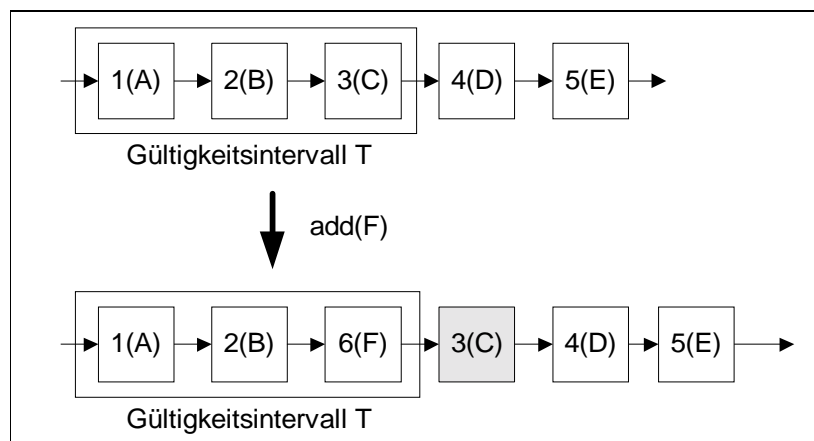 1(A) 2(B) 3(C) 4(D) 5(E)
Gültigkeitsintervall T
add(F)
1(A) 2(B) 6(F) 3(C) 4(D) 5(E)
Gültigkeitsintervall T